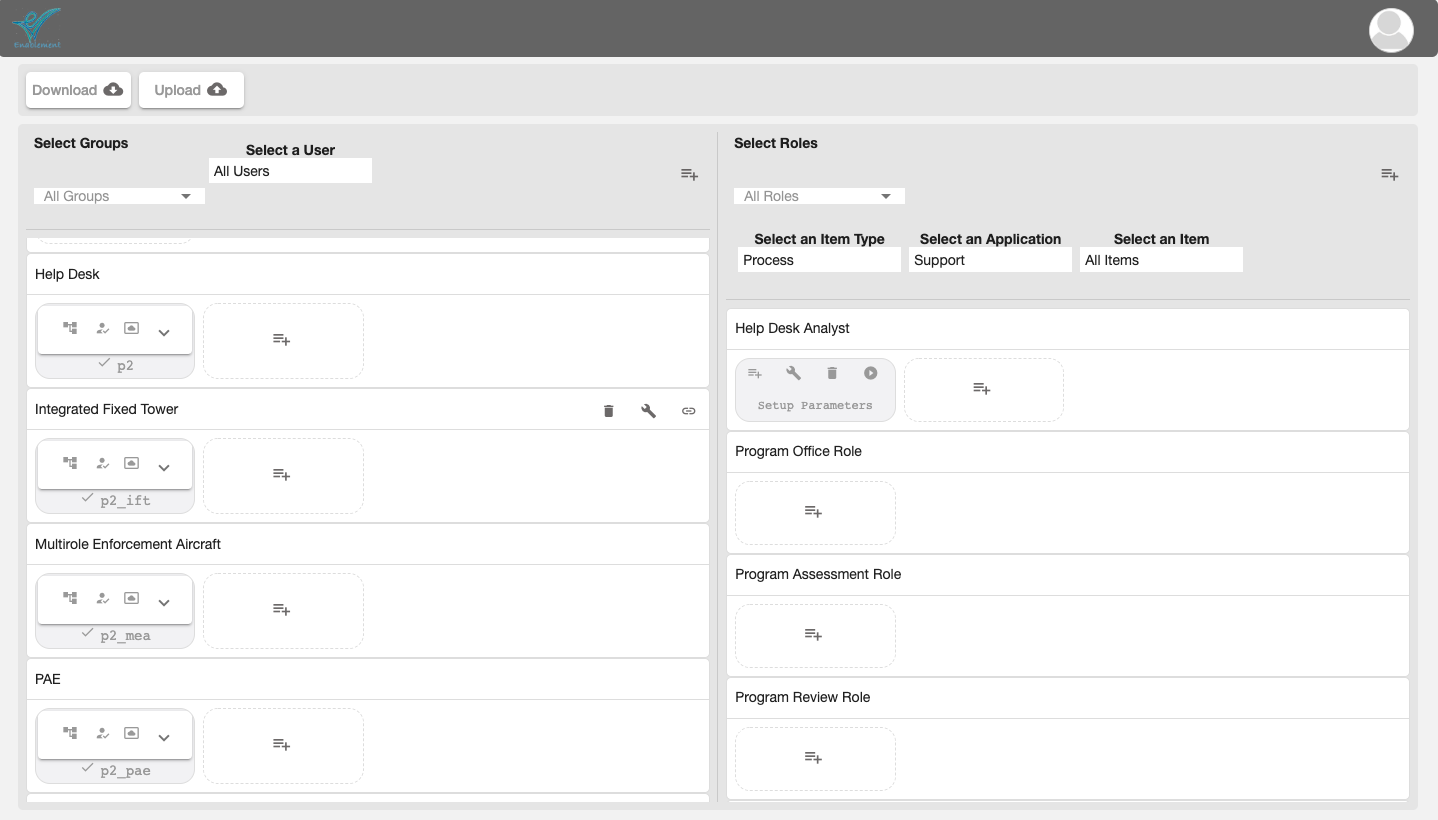 Enablement
Download
Upload
Select Groups
Select a User
All Users
All Groups
Help Desk
p2
Integrated Fixed Tower
p2_ift
Multirole Enforcement Aircraft
p2_mea
PAE
p2_pae
Select Roles
All Roles
Select an Item Type Select an Application Select an Item
Process Support All Items
Help Desk Analyst
Setup Parameters
Program Office Role
Program Assessment Role
Program Review Role